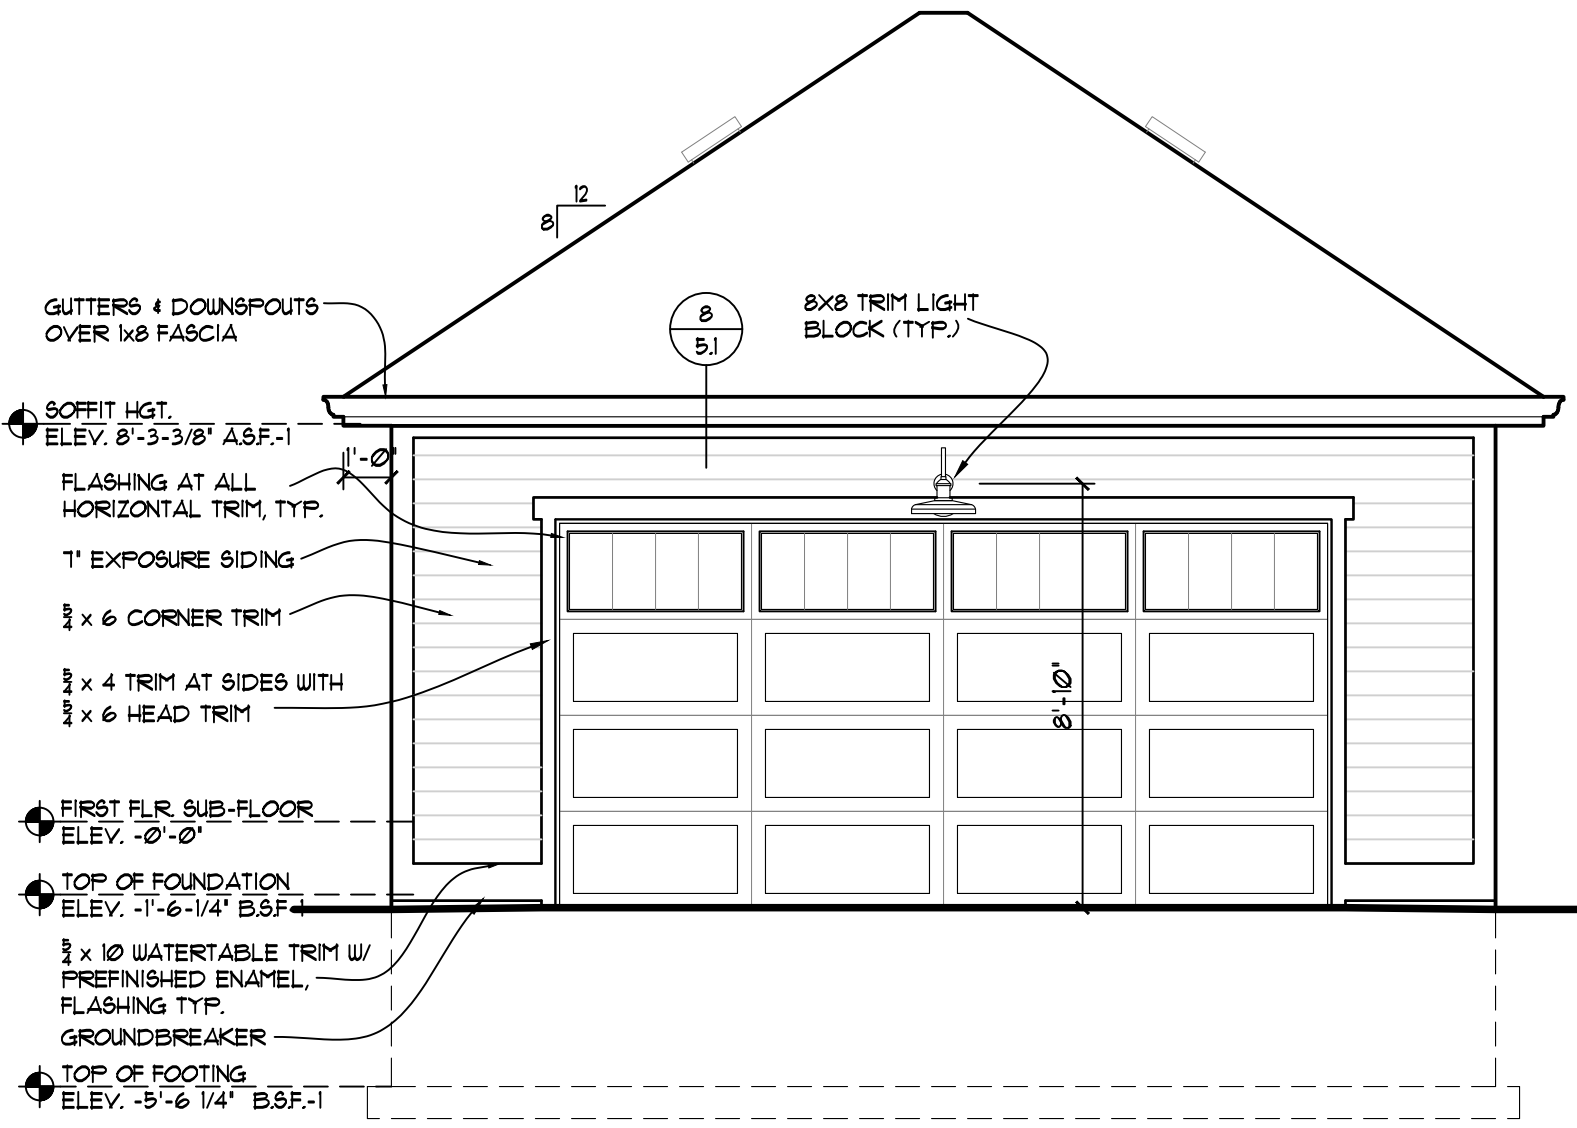 12
8
GUTTERS & DOWNSPOUTS
OVER 1x8 FASCIA
8
5.1
8X8 TRIM LIGHT
BLOCK (TYP.)
SOFFIT HGT.
ELEV. 8'-3-3/8" A.S.F.-1
1'-0"
FLASHING AT ALL
HORIZONTAL TRIM, TYP.
7" EXPOSURE SIDING
5/4 x 6 CORNER TRIM
5/4 x 4 TRIM AT SIDES WITH
5/4 x 6 HEAD TRIM
8'-10"
FIRST FLR. SUB-FLOOR
ELEV. -0'-0"
TOP OF FOUNDATION
ELEV. -1'-6-1/4" B.S.F-1
5/4 x 10 WATERTABLE TRIM W/
PREFINISHED ENAMEL,
FLASHING TYP.
GROUNDBREAKER
TOP OF FOOTING
ELEV. -5'-6 1/4" B.S.F.-1